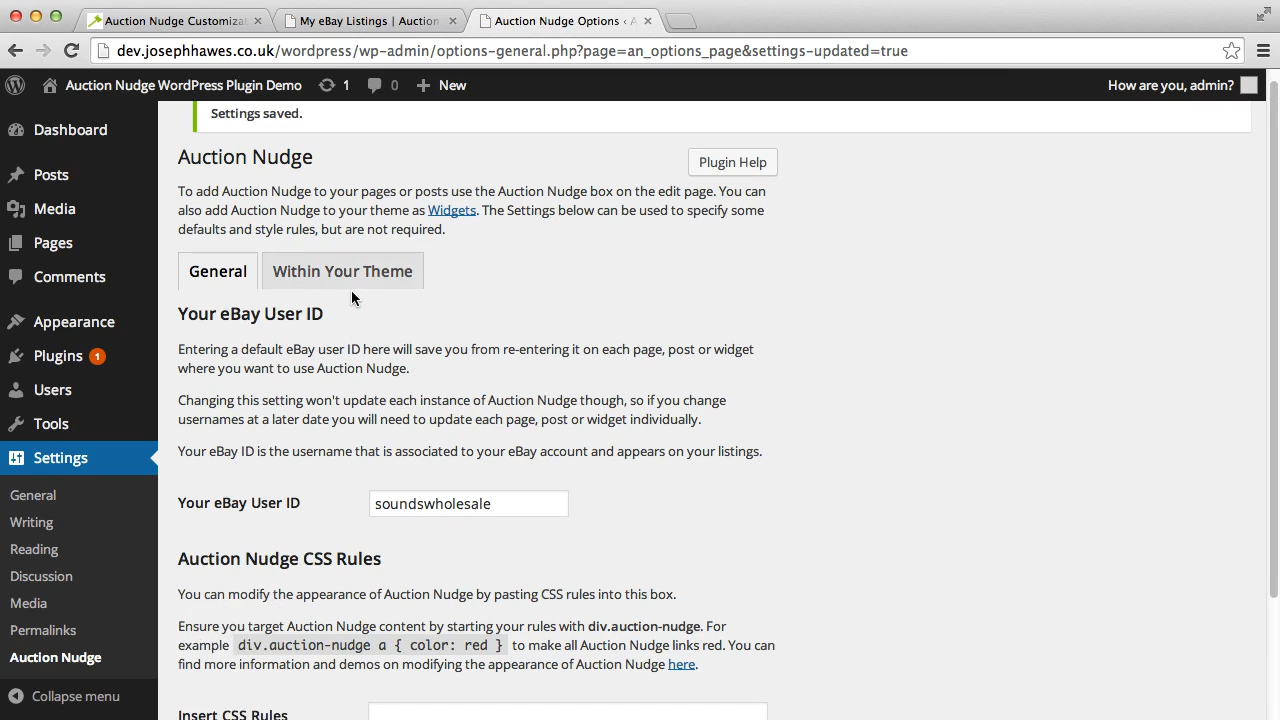 Auction Nudge Customiza
My eBay Listings | Auction
Auction Nudge Options ‹ A
dev.josephhawes.co.uk/wordpress/wp-admin/options-general.php?page=an_options_page&settings-updated=true
Auction Nudge WordPress Plugin Demo
1
0
New
How are you, admin?
Dashboard
Posts
Media
Pages
Comments
Appearance
Plugins 1
Users
Tools
Settings
General
Writing
Reading
Discussion
Media
Permalinks
Auction Nudge
Collapse menu
Settings saved.
Auction Nudge
Plugin Help
To add Auction Nudge to your pages or posts use the Auction Nudge box on the edit page. You can
also add Auction Nudge to your theme as Widgets. The Settings below can be used to specify some
defaults and style rules, but are not required.
General
Within Your Theme
Your eBay User ID
Entering a default eBay user ID here will save you from re-entering it on each page, post or widget
where you want to use Auction Nudge.
Changing this setting won't update each instance of Auction Nudge though, so if you change
usernames at a later date you will need to update each page, post or widget individually.
Your eBay ID is the username that is associated to your eBay account and appears on your listings.
Your eBay User ID
soundswholesale
Auction Nudge CSS Rules
You can modify the appearance of Auction Nudge by pasting CSS rules into this box.
Ensure you target Auction Nudge content by starting your rules with div.auction-nudge. For
example div.auction-nudge a { color: red } to make all Auction Nudge links red. You can
find more information and demos on modifying the appearance of Auction Nudge here.
Insert CSS Rules